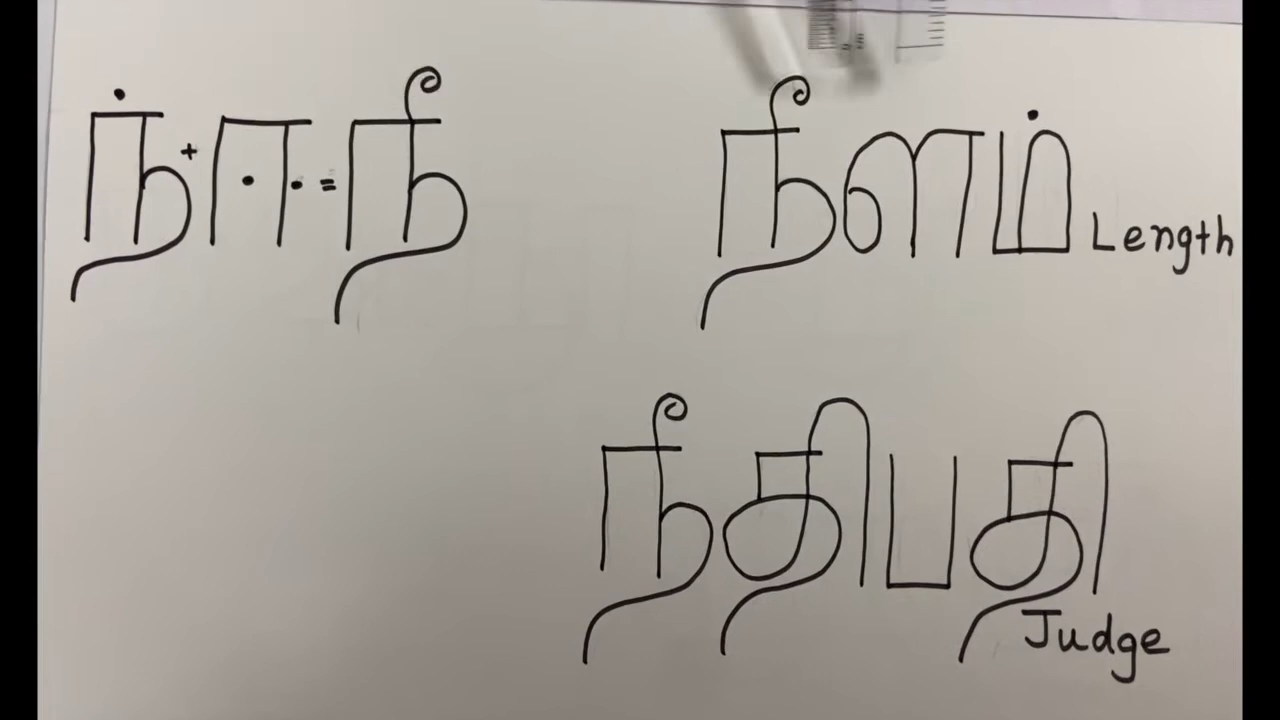 ந் + ஈ = நீ
நீளம் Length
நீதிபதி
Judge